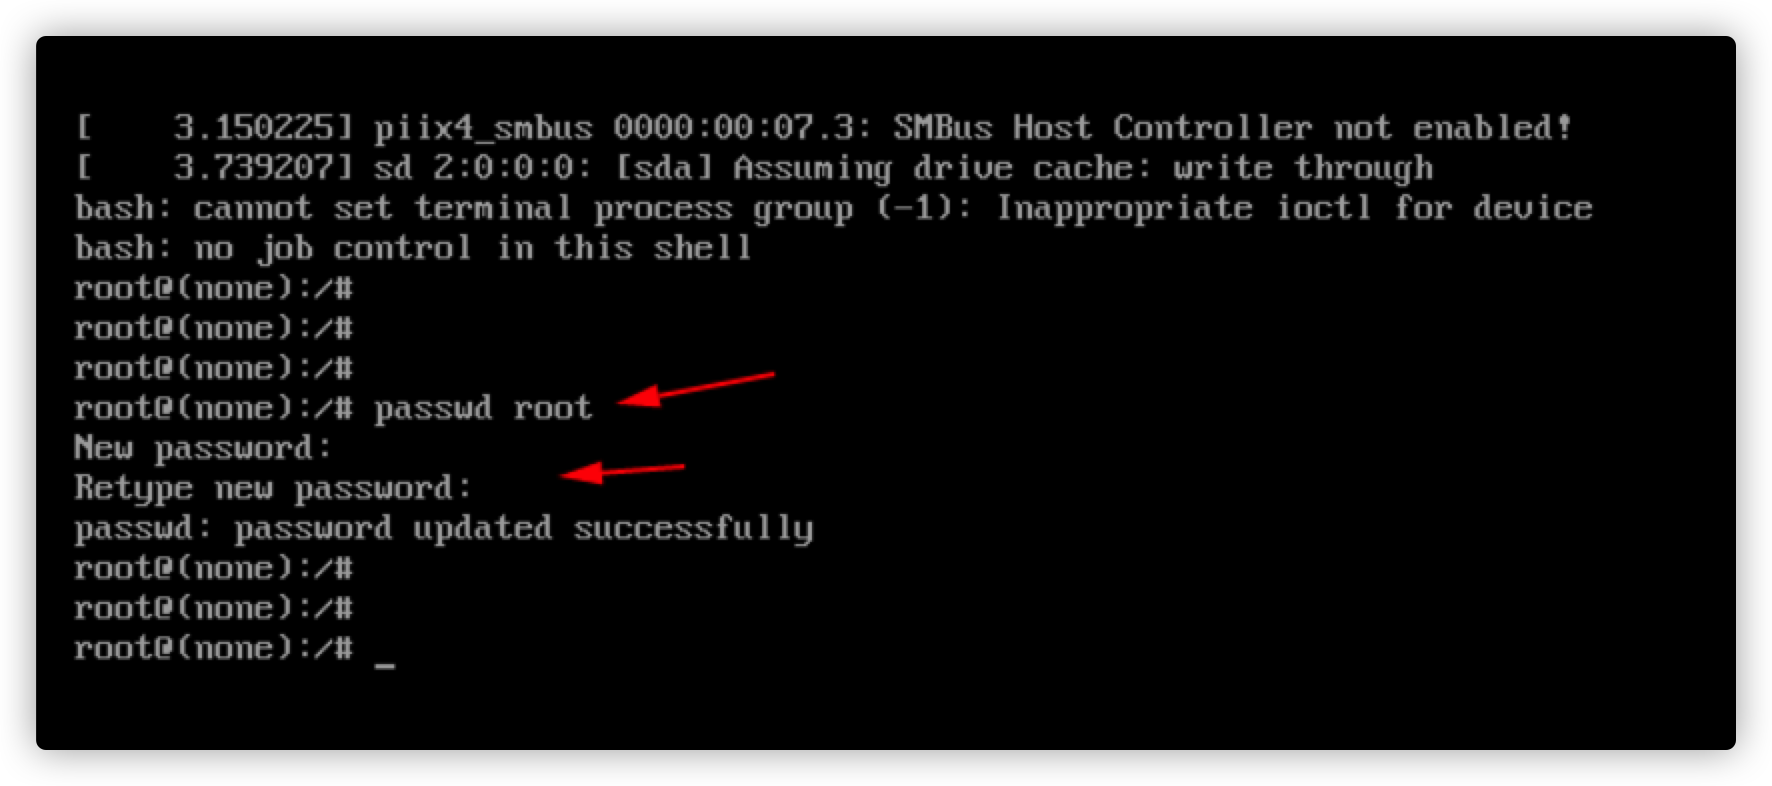 [    3.150225] piix4_smbus 0000:00:07.3: SMBus Host Controller not enabled!
[    3.739207] sd 2:0:0:0: [sda] Assuming drive cache: write through
bash: cannot set terminal process group (-1): Inappropriate ioctl for device
bash: no job control in this shell
root@(none):/#
root@(none):/#
root@(none):/#
root@(none):/# passwd root
New password:
Retype new password:
passwd: password updated successfully
root@(none):/#
root@(none):/#
root@(none):/# _